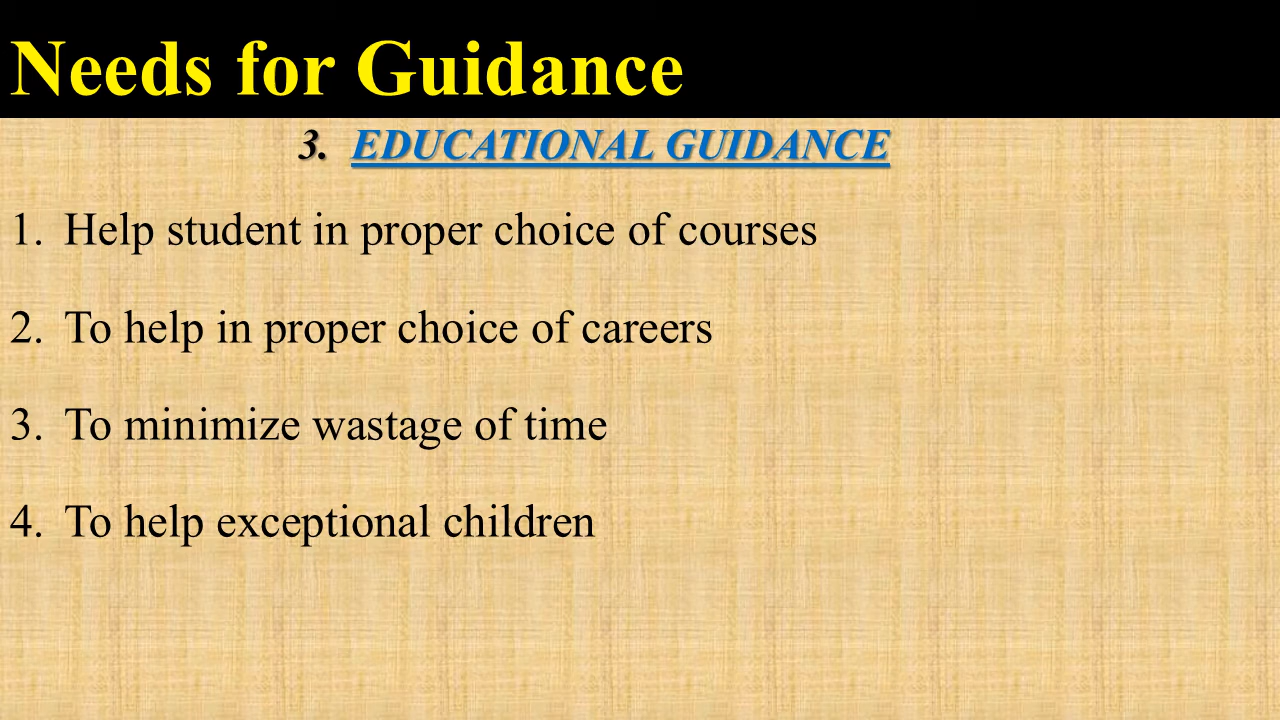 Needs for Guidance
3. EDUCATIONAL GUIDANCE
1. Help student in proper choice of courses
2. To help in proper choice of careers
3. To minimize wastage of time
4. To help exceptional children